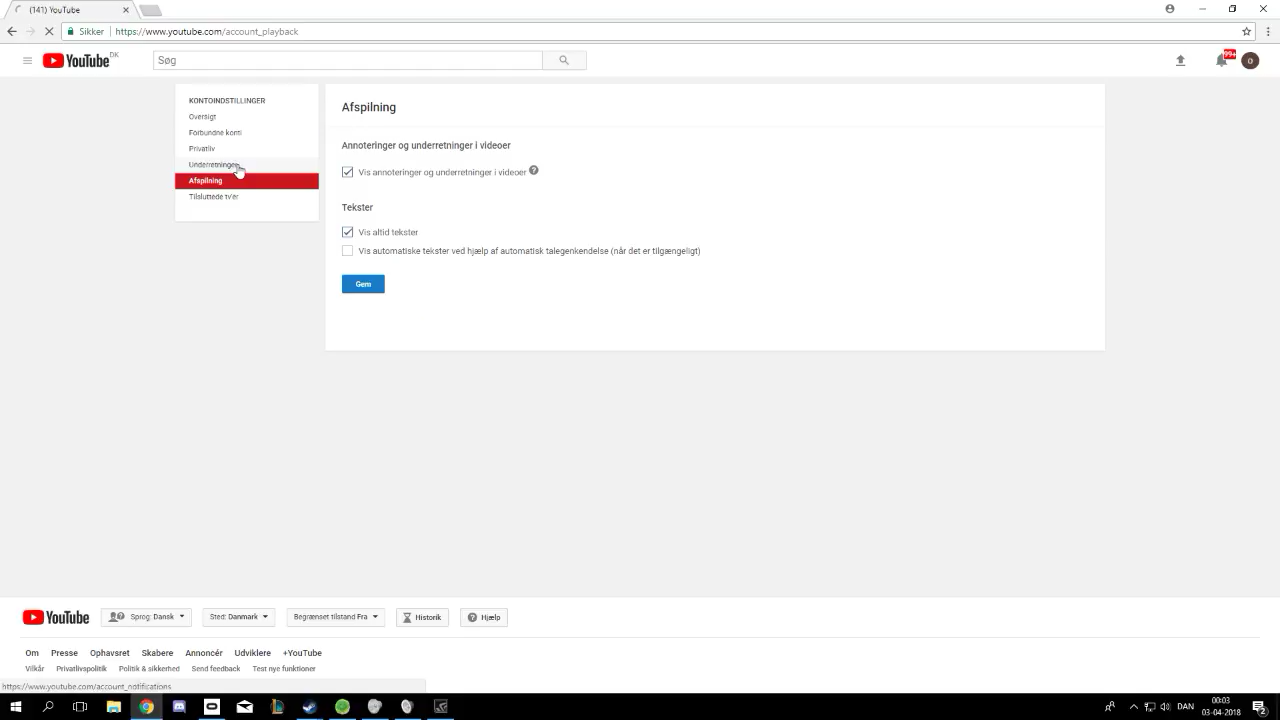 (141) YouTube
Sikker
https://www.youtube.com/account_playback
YouTube DK
Søg
99+
o
KONTOINDSTILLINGER
Oversigt
Forbundne konti
Privatliv
Underretninger
Afspilning
Tilsluttede tv'er
Afspilning
Annoteringer og underretninger i videoer
Vis annoteringer og underretninger i videoer ?
Tekster
Vis altid tekster
Vis automatiske tekster ved hjælp af automatisk talegenkendelse (når det er tilgængeligt)
Gem
YouTube
Sprog: Dansk
Sted: Danmark
Begrænset tilstand Fra
Historik
Hjælp
Om Presse Ophavsret Skabere Annoncér Udviklere +YouTube
Vilkår Privatlivspolitik Politik & sikkerhed Send feedback Test nye funktioner
https://www.youtube.com/account_notifications
DAN
00:03
03-04-2018
2